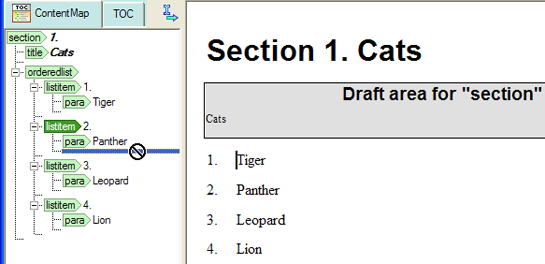 TOC ContentMap TOC
section 1.
title Cats
orderedlist
listitem 1.
para Tiger
listitem 2.
para Panther
listitem 3.
para Leopard
listitem 4.
para Lion
Section 1. Cats
Draft area for "section"
Cats
1. Tiger
2. Panther
3. Leopard
4. Lion